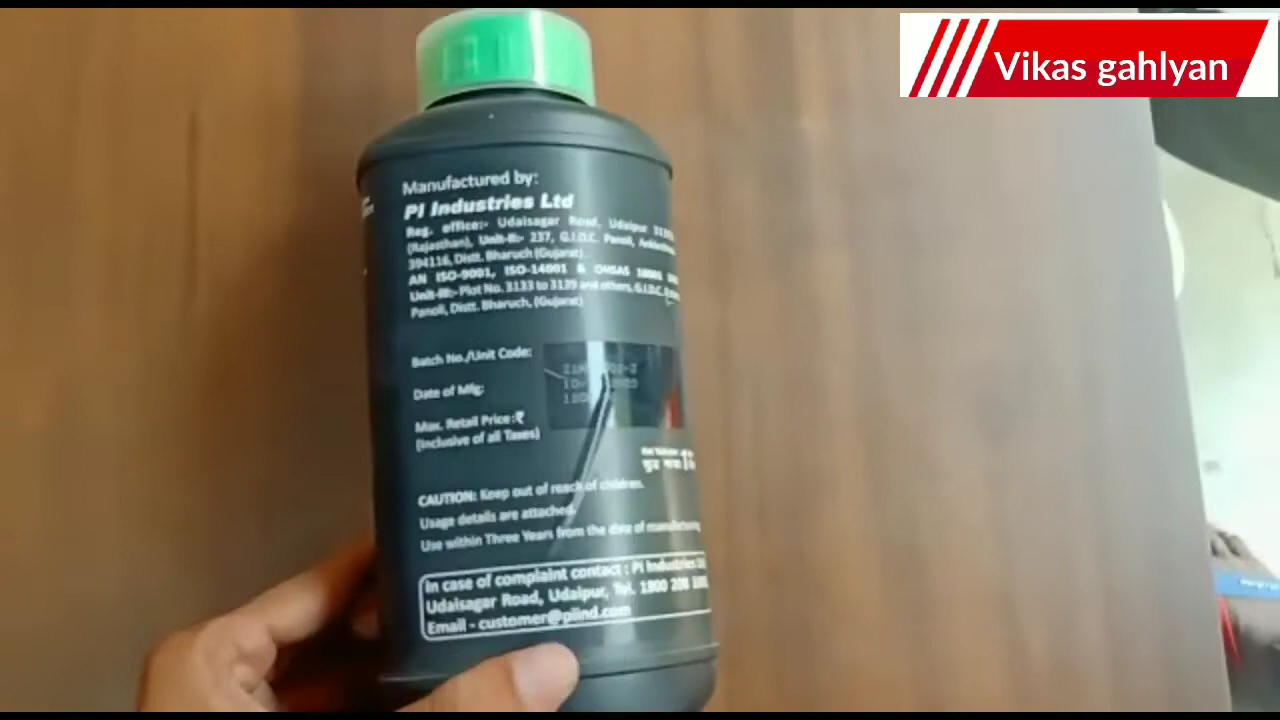 Vikas gahlyan
Manufactured by:
PI Industries Ltd
Reg. office:- Udaisagar Road, Udaipur
(Rajasthan), Unit-II:- 237, G.I.D.C. Panoli,
394116, Distt. Bharuch (Gujarat)
AN ISO-9001, ISO-14001 & OHSAS 18001
Unit-III:- Plot No. 3133 to 3139 and others, G.I.D.C.
Panoli, Distt. Bharuch, (Gujarat)
Batch No./Unit Code:
Date of Mfg:
Max. Retail Price:₹
(Inclusive of all Taxes)
CAUTION: Keep out of reach of children.
Usage details are attached.
Use within Three Years from the date of manufacturing
In case of complaint contact : PI Industries
Udaisagar Road, Udaipur, Tel. 1800 208
Email - customer@piind.com